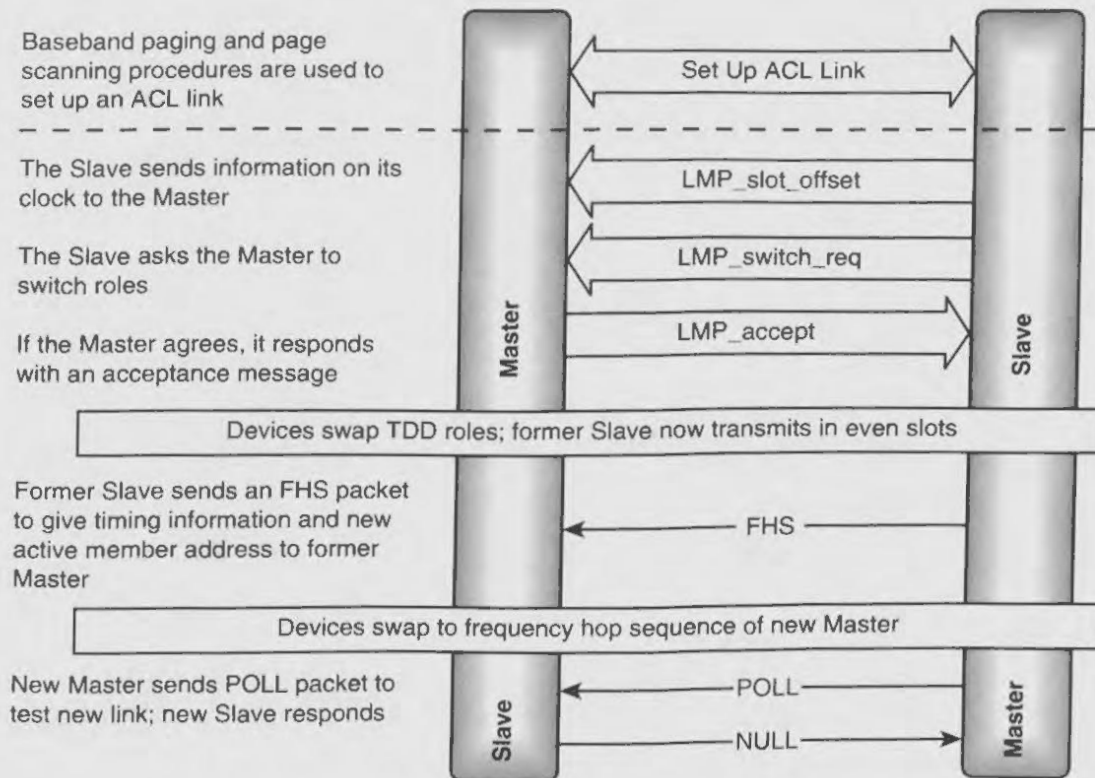 Baseband paging and page
scanning procedures are used to
set up an ACL link
Set Up ACL Link
The Slave sends information on its
clock to the Master
LMP_slot_offset
The Slave asks the Master to
switch roles
LMP_switch_req
If the Master agrees, it responds
with an acceptance message
LMP_accept
Master
Slave
Devices swap TDD roles; former Slave now transmits in even slots
Former Slave sends an FHS packet
to give timing information and new
active member address to former
Master
FHS
Devices swap to frequency hop sequence of new Master
New Master sends POLL packet to
test new link; new Slave responds
POLL
NULL
Slave
Master